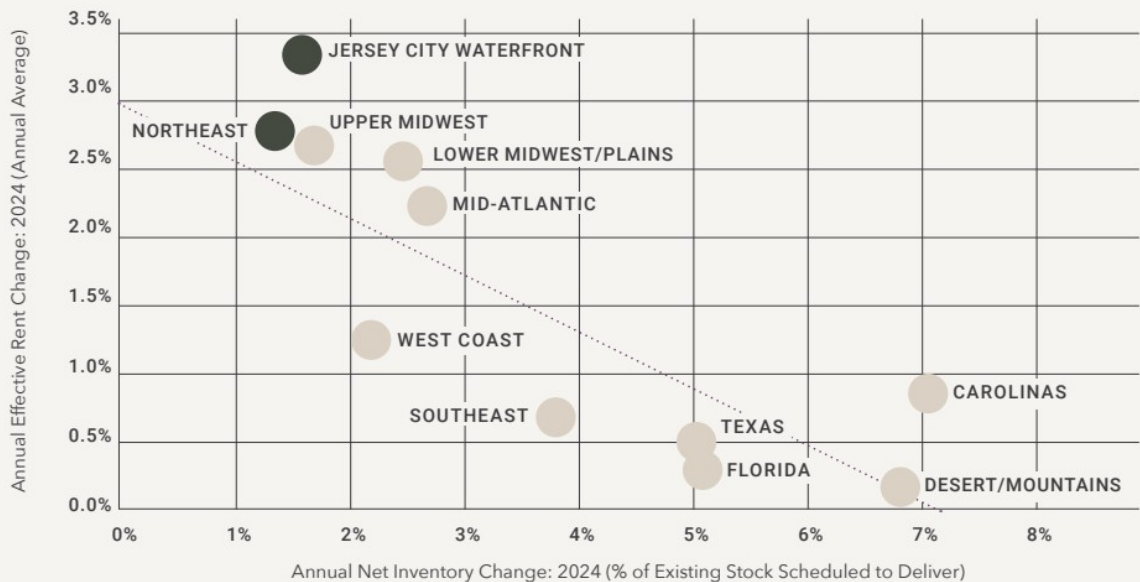 Annual Effective Rent Change: 2024 (Annual Average)
3.5%
3.0%
2.5%
2.0%
1.5%
1.0%
0.5%
0.0%
JERSEY CITY WATERFRONT
NORTHEAST
UPPER MIDWEST
LOWER MIDWEST/PLAINS
MID-ATLANTIC
WEST COAST
SOUTHEAST
CAROLINAS
TEXAS
FLORIDA
DESERT/MOUNTAINS
0% 1% 2% 3% 4% 5% 6% 7% 8%
Annual Net Inventory Change: 2024 (% of Existing Stock Scheduled to Deliver)